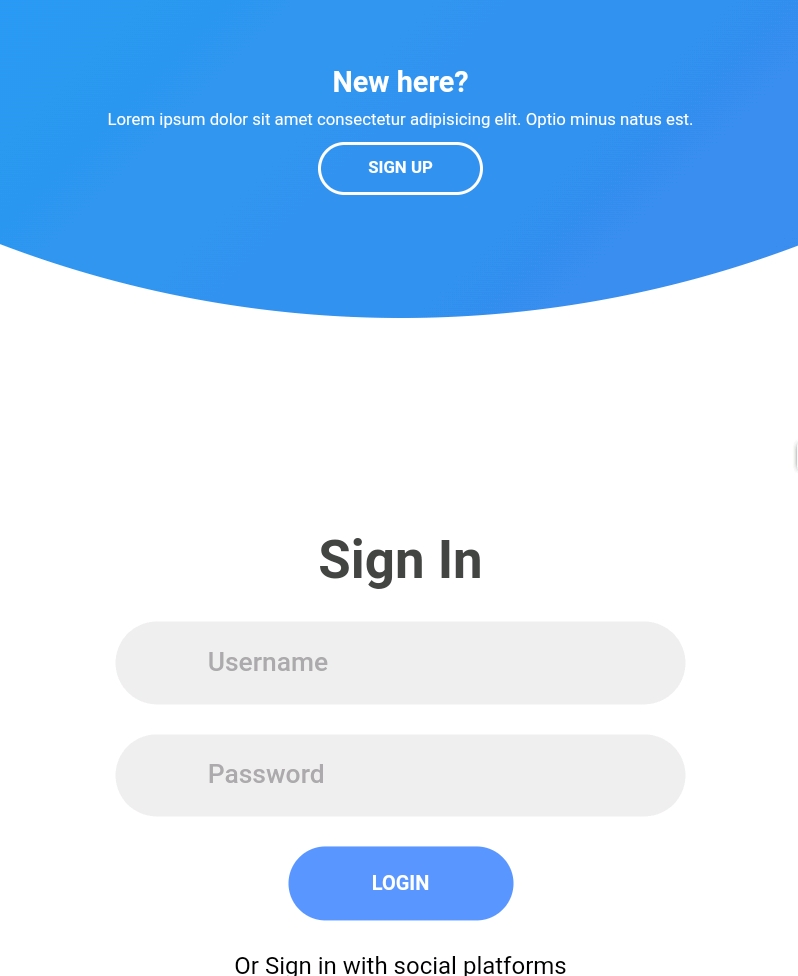 New here?
Lorem ipsum dolor sit amet consectetur adipisicing elit. Optio minus natus est.
SIGN UP
Sign In
Username
Password
LOGIN
Or Sign in with social platforms